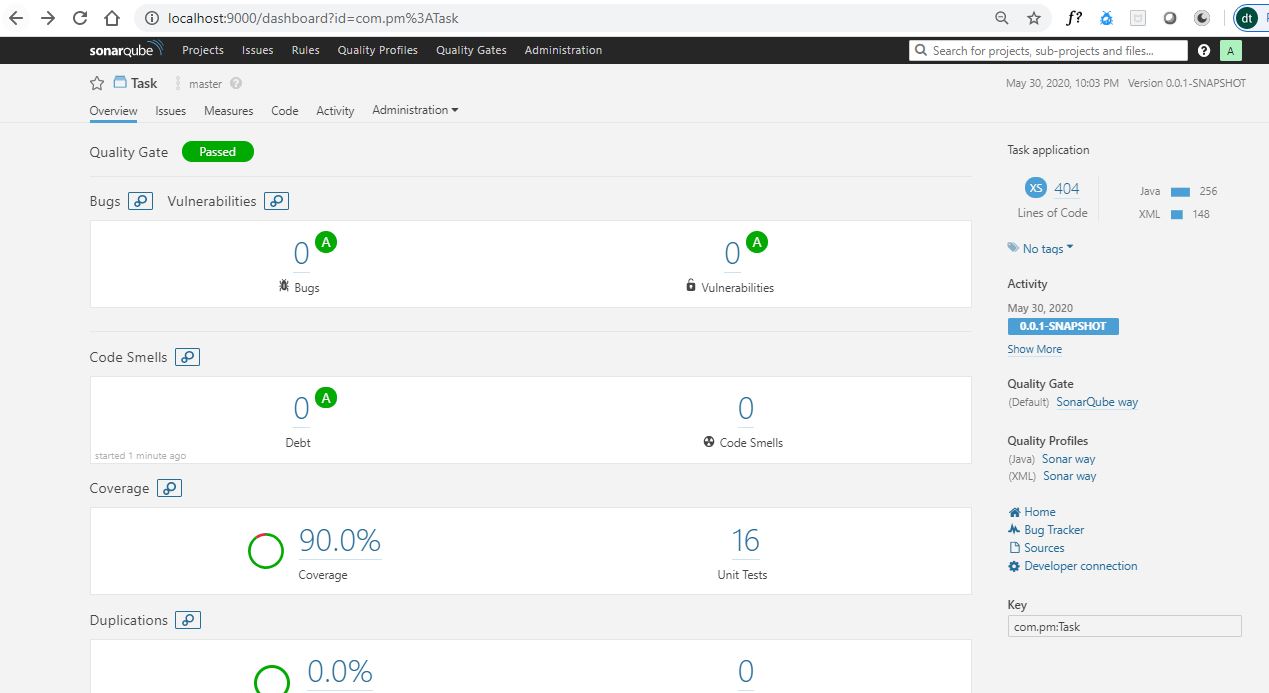 localhost:9000/dashboard?id=com.pm%3ATask
f?
dt
sonarqube Projects Issues Rules Quality Profiles Quality Gates Administration
Search for projects, sub-projects and files...
?
A
Task master ?
May 30, 2020, 10:03 PM Version 0.0.1-SNAPSHOT
Overview Issues Measures Code Activity Administration
Quality Gate Passed
Bugs Vulnerabilities
0 A
Bugs
0 A
Vulnerabilities
Code Smells
0 A
Debt
0
Code Smells
started 1 minute ago
Coverage
90.0%
Coverage
16
Unit Tests
Duplications
0.0%
0
Task application
XS 404
Lines of Code
Java 256
XML 148
No tags
Activity
May 30, 2020
0.0.1-SNAPSHOT
Show More
Quality Gate
(Default) SonarQube way
Quality Profiles
(Java) Sonar way
(XML) Sonar way
Home
Bug Tracker
Sources
Developer connection
Key
com.pm:Task